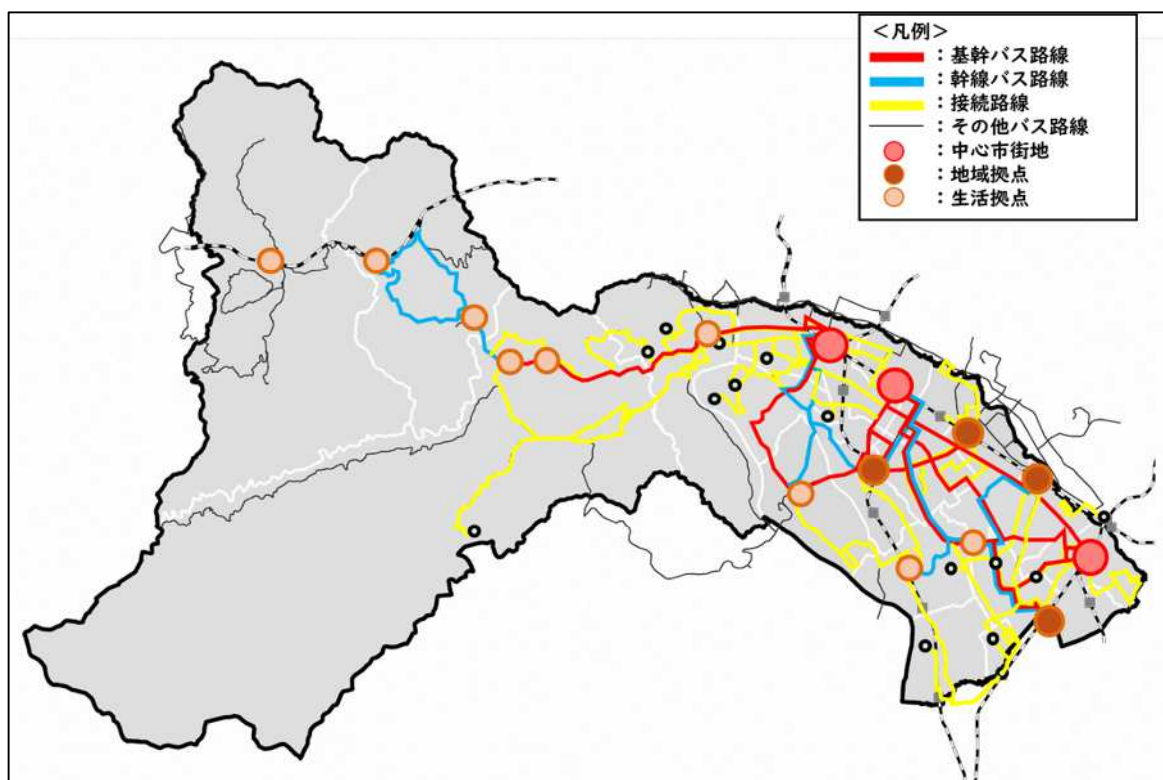 ＜凡例＞
：基幹バス路線
：幹線バス路線
：接続路線
：その他バス路線
：中心市街地
：地域拠点
：生活拠点